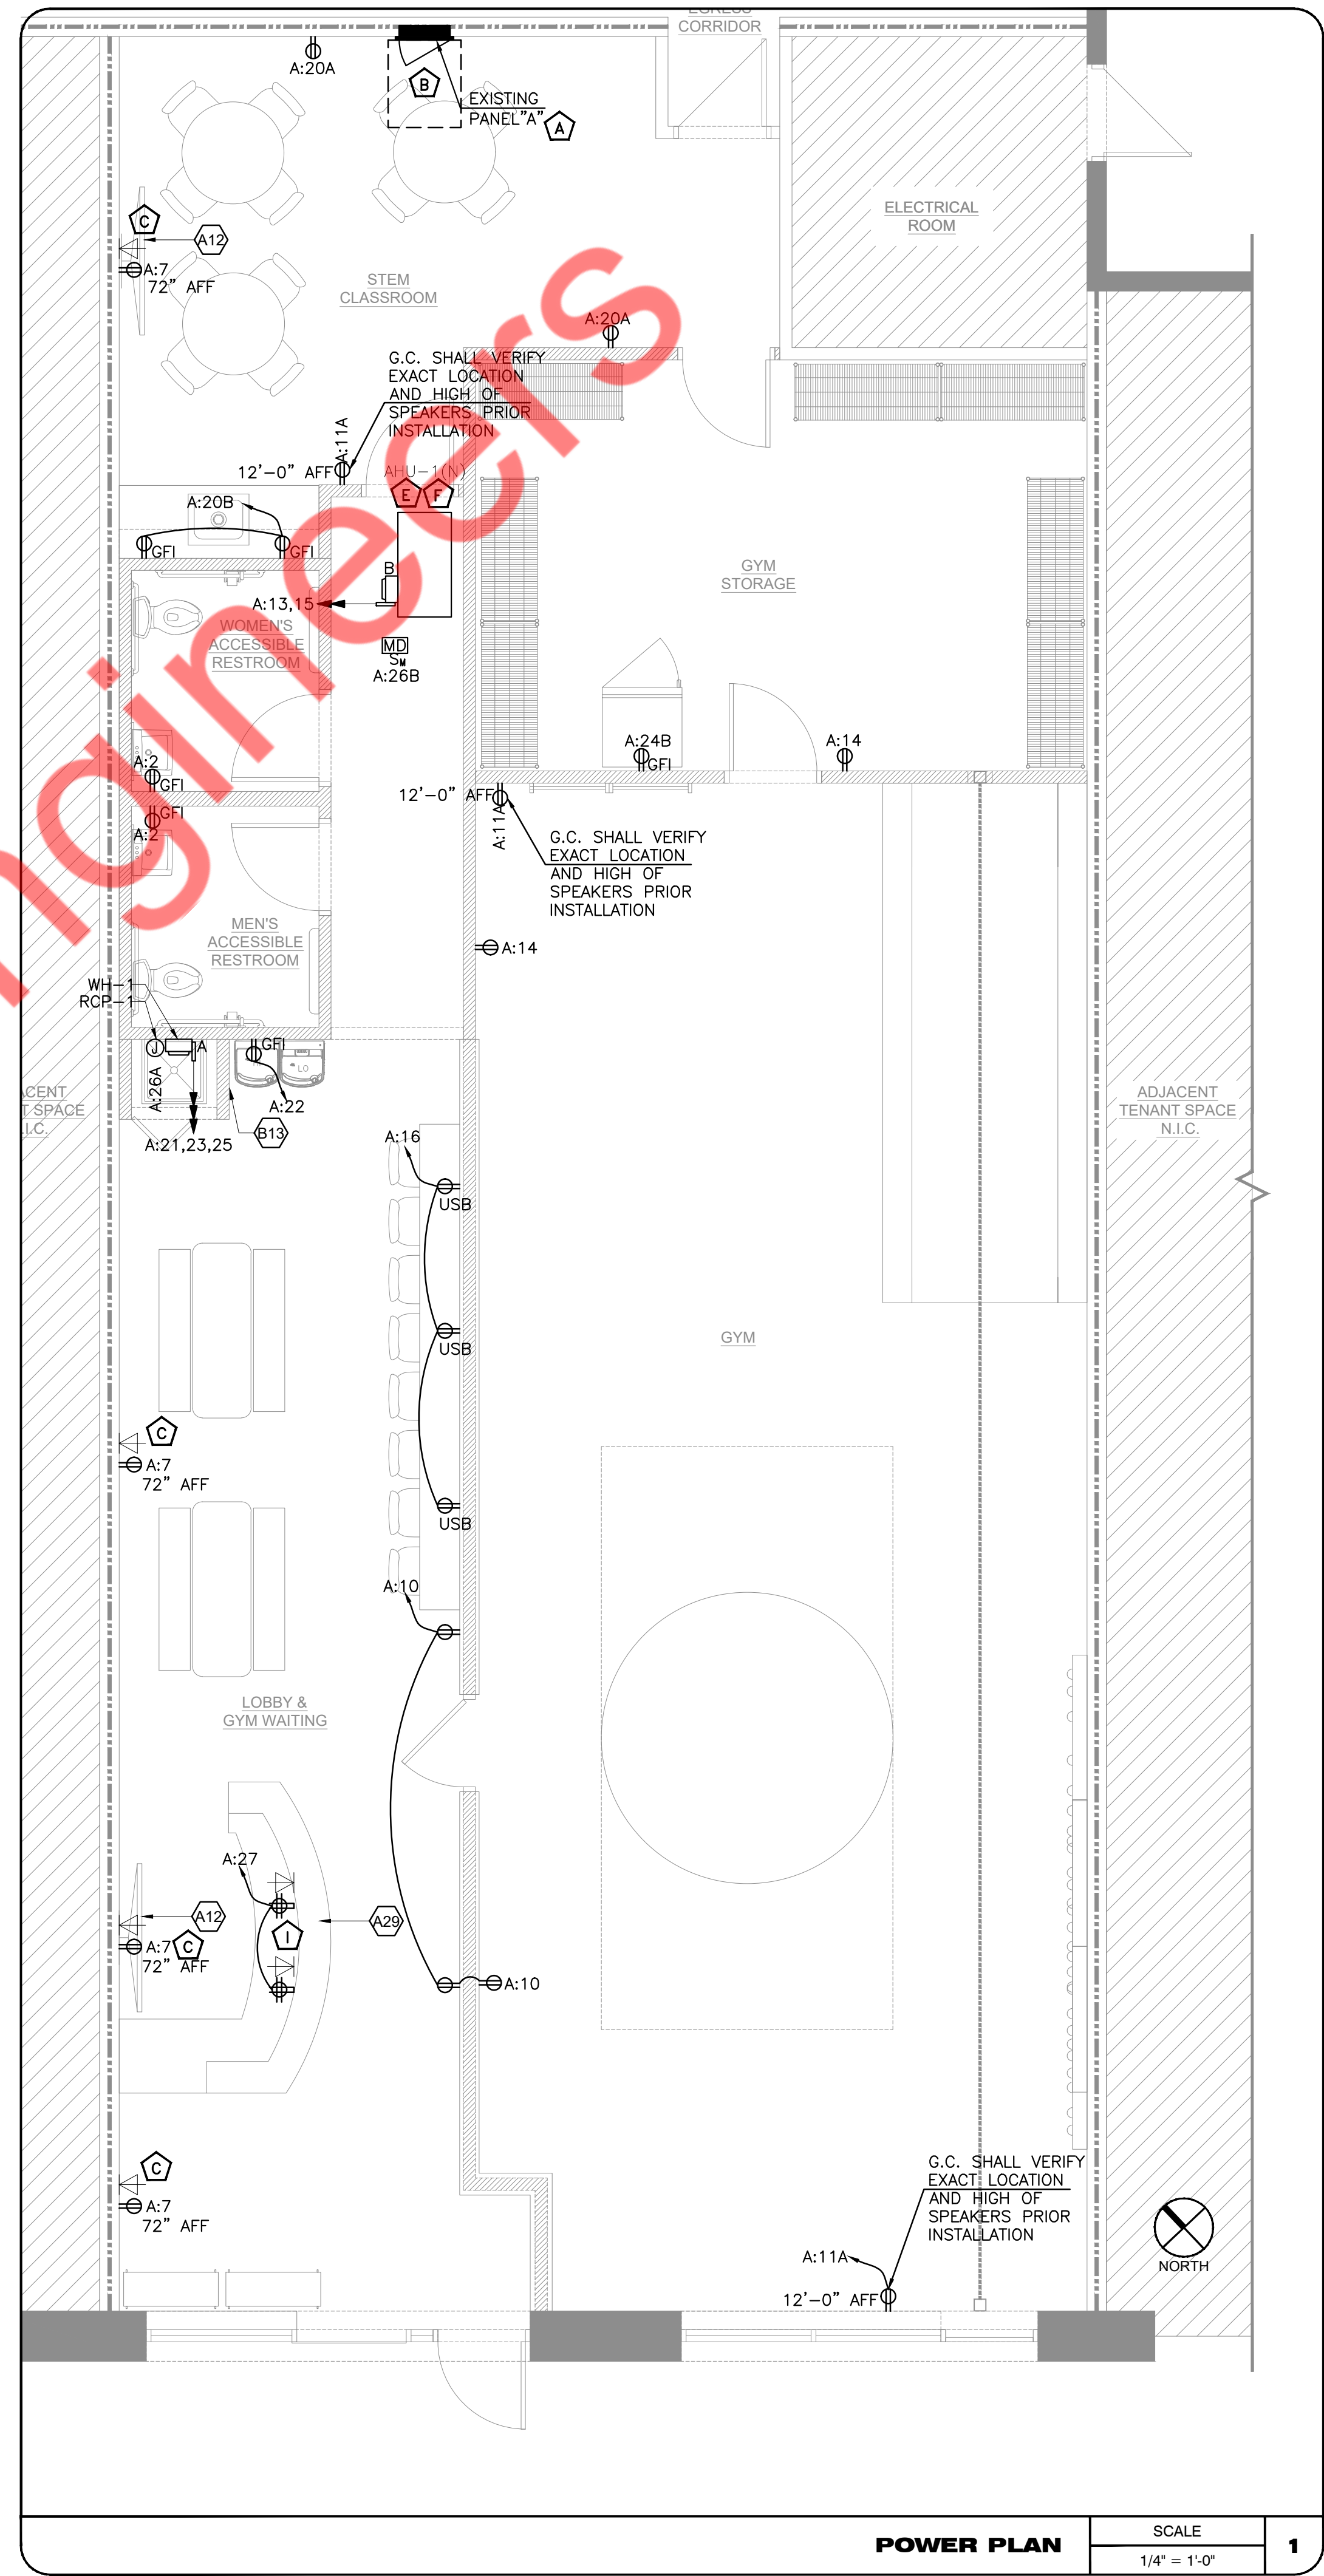 EGRESS
CORRIDOR
A:20A
B
EXISTING
PANEL"A"
A
ELECTRICAL
ROOM
C
A12
A:7
72" AFF
STEM
CLASSROOM
A:20A
G.C. SHALL VERIFY
EXACT LOCATION
AND HIGH OF
SPEAKERS PRIOR
INSTALLATION
A:11A
12'-0" AFF
AHU-1(N)
E F
A:20B
GFI
GFI
GYM
STORAGE
B
A:13,15
WOMEN'S
ACCESSIBLE
RESTROOM
MD
SM
A:26B
A:24B
GFI
A:14
A:2
GFI
GFI
A:2
12'-0" AFF
A:11A
G.C. SHALL VERIFY
EXACT LOCATION
AND HIGH OF
SPEAKERS PRIOR
INSTALLATION
MEN'S
ACCESSIBLE
RESTROOM
A:14
WH-1
RCP-1
J
A
GFI
LO
A:26A
A:22
B13
A:21,23,25
CENT
T SPACE
I.C.
ADJACENT
TENANT SPACE
N.I.C.
A:16
USB
USB
USB
GYM
C
A:7
72" AFF
A:10
LOBBY &
GYM WAITING
A:27
A12
A29
I
A:7
C
72" AFF
A:10
C
A:7
72" AFF
G.C. SHALL VERIFY
EXACT LOCATION
AND HIGH OF
SPEAKERS PRIOR
INSTALLATION
A:11A
12'-0" AFF
NORTH
ngineers
POWER PLAN
SCALE
1/4" = 1'-0"
1